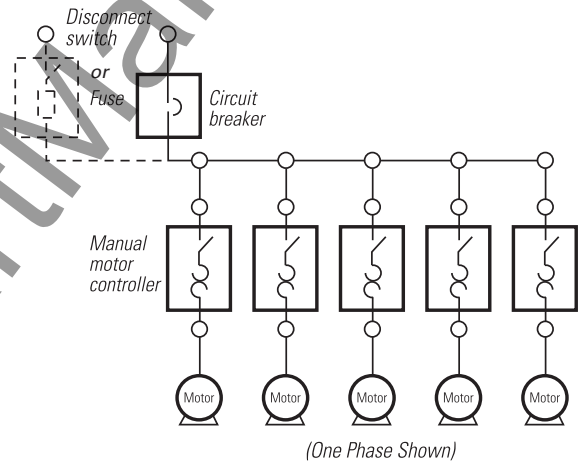 Disconnect
switch
or
Fuse
Circuit
breaker
Manual
motor
controller
Motor Motor Motor Motor Motor
(One Phase Shown)